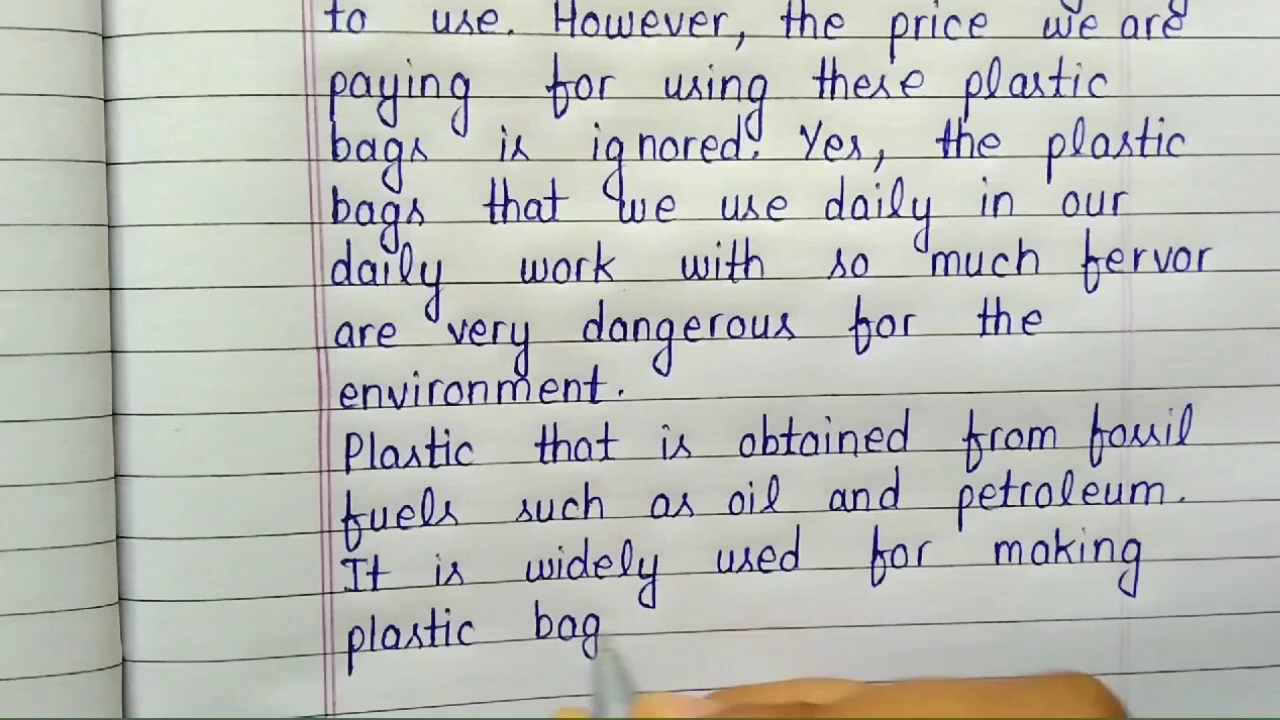 to use. However, the price we are
paying for using these plastic
bags is ignored. Yes, the plastic
bags that we use daily in our
daily work with so much fervor
are very dangerous for the
environment.
Plastic that is obtained from fossil
fuels such as oil and petroleum.
It is widely used for making
plastic bag